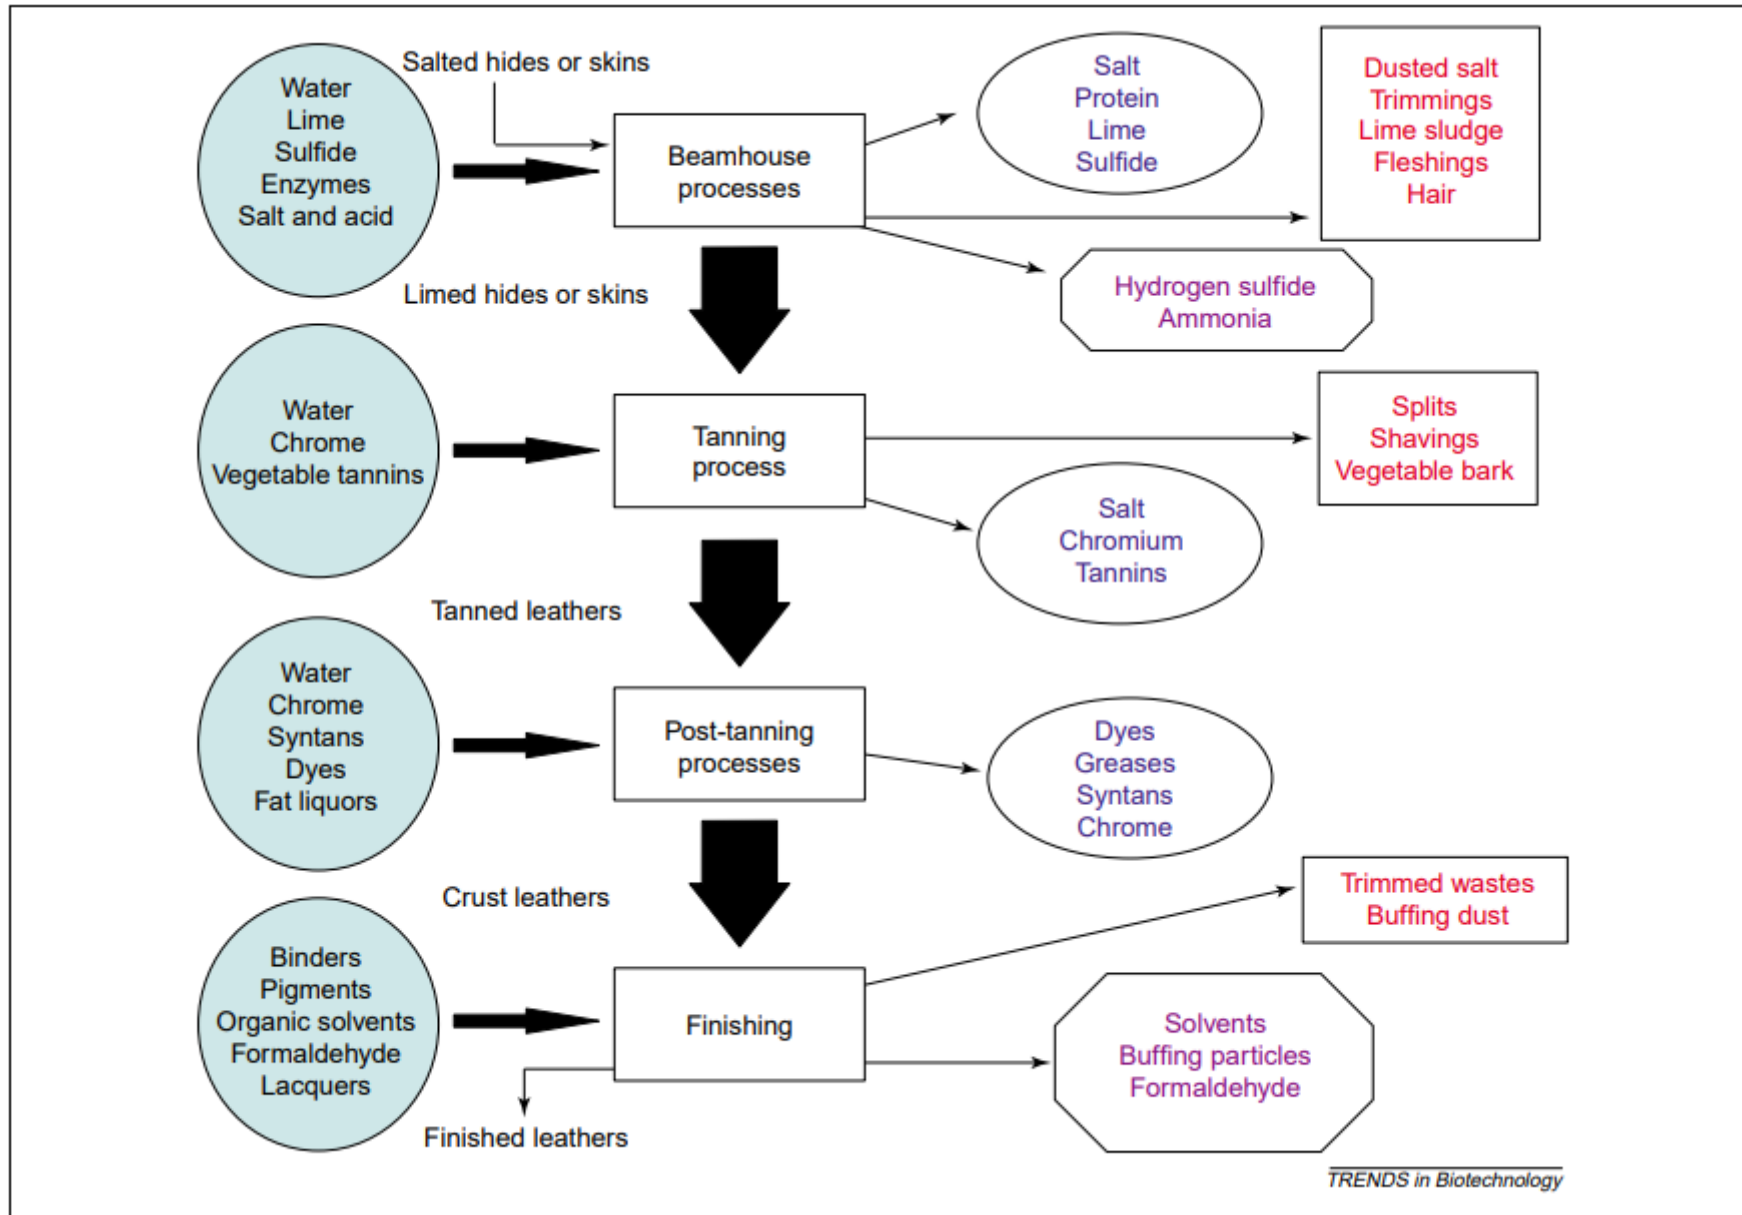 Salted hides or skins
Water
Lime
Sulfide
Enzymes
Salt and acid
Beamhouse
processes
Salt
Protein
Lime
Sulfide
Dusted salt
Trimmings
Lime sludge
Fleshings
Hair
Hydrogen sulfide
Ammonia
Limed hides or skins
Water
Chrome
Vegetable tannins
Tanning
process
Splits
Shavings
Vegetable bark
Salt
Chromium
Tannins
Tanned leathers
Water
Chrome
Syntans
Dyes
Fat liquors
Post-tanning
processes
Dyes
Greases
Syntans
Chrome
Crust leathers
Trimmed wastes
Buffing dust
Binders
Pigments
Organic solvents
Formaldehyde
Lacquers
Finishing
Solvents
Buffing particles
Formaldehyde
Finished leathers
TRENDS in Biotechnology